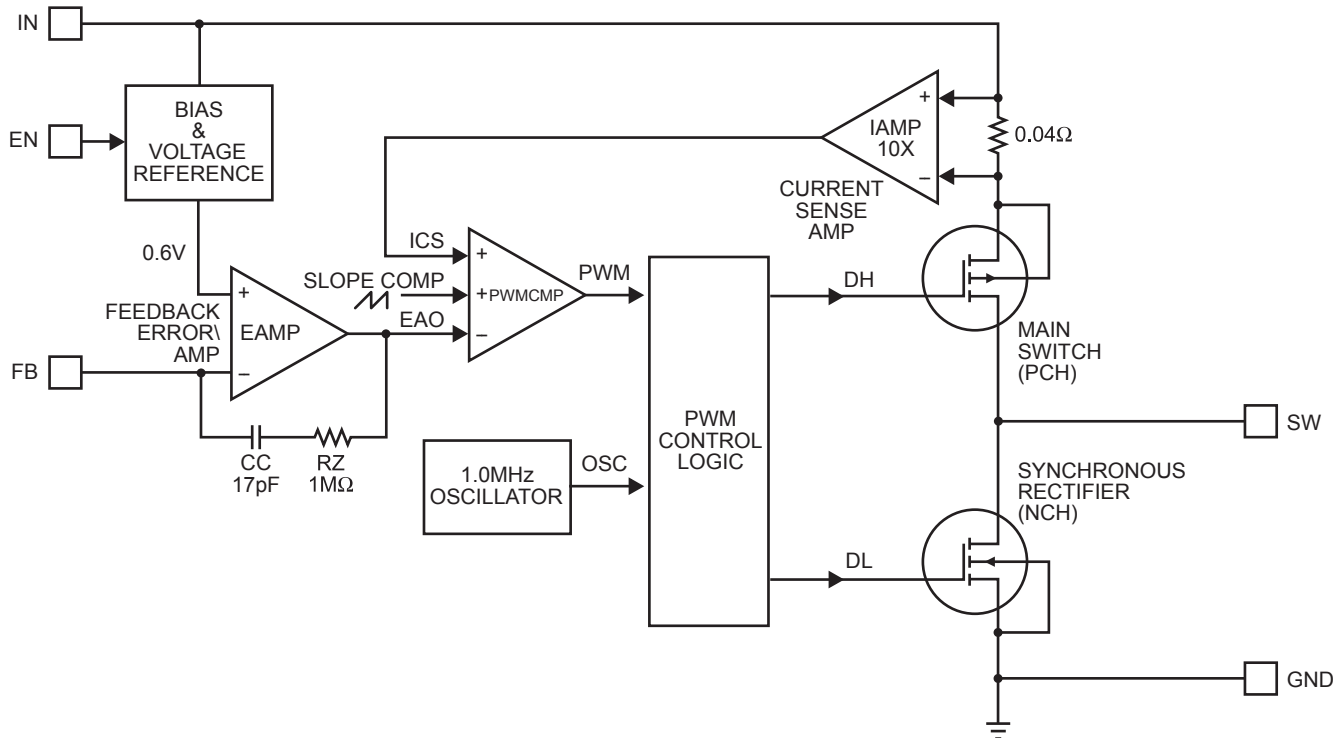 IN
BIAS
&
VOLTAGE
REFERENCE
EN
+
IAMP
10X
−
0.04Ω
CURRENT
SENSE
AMP
0.6V
ICS
+
SLOPE COMP
+
PWMCMP
EAO
−
PWM
FEEDBACK
ERROR\
AMP
+
EAMP
−
FB
CC
17pF
RZ
1MΩ
1.0MHz
OSCILLATOR
OSC
PWM
CONTROL
LOGIC
DH
DL
MAIN
SWITCH
(PCH)
SW
SYNCHRONOUS
RECTIFIER
(NCH)
GND